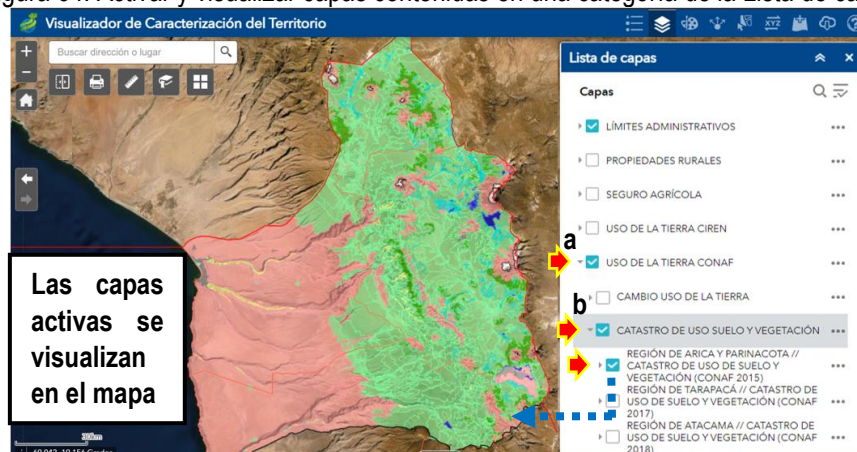 Visualizador de Caracterización del Territorio
Buscar dirección o lugar
Lista de capas
Capas
LÍMITES ADMINISTRATIVOS
PROPIEDADES RURALES
SEGURO AGRÍCOLA
USO DE LA TIERRA CIREN
a
USO DE LA TIERRA CONAF
CAMBIO USO DE LA TIERRA
b
CATASTRO DE USO SUELO Y VEGETACIÓN
REGIÓN DE ARICA Y PARINACOTA //
CATASTRO DE USO DE SUELO Y
VEGETACIÓN (CONAF 2015)
REGIÓN DE TARAPACÁ // CATASTRO DE
USO DE SUELO Y VEGETACIÓN (CONAF
2017)
REGIÓN DE ATACAMA // CATASTRO DE
USO DE SUELO Y VEGETACIÓN (CONAF
2018)
Las capas
activas se
visualizan
en el mapa
30km